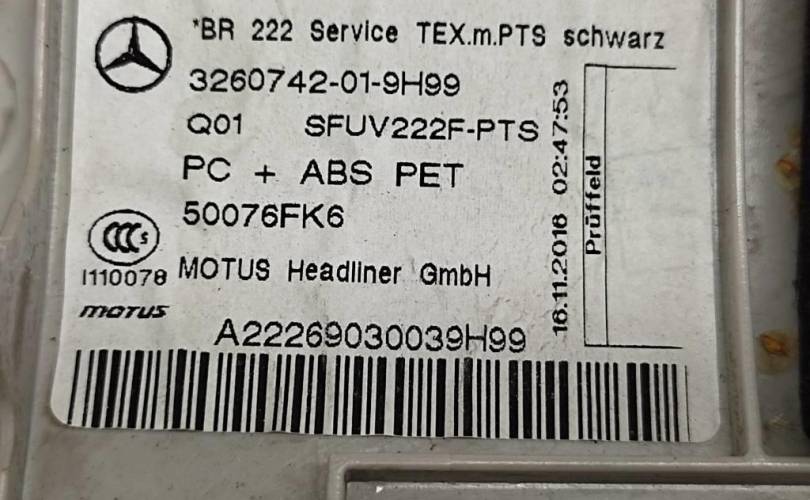 *BR 222 Service TEX.m.PTS schwarz
3260742-01-9H99
Q01 SFUV222F-PTS
PC + ABS PET
50076FK6
CCC S
I110078
MOTUS Headliner GmbH
MOTUS
A22269030039H99
16.11.2016 02:47:53
Prüffeld